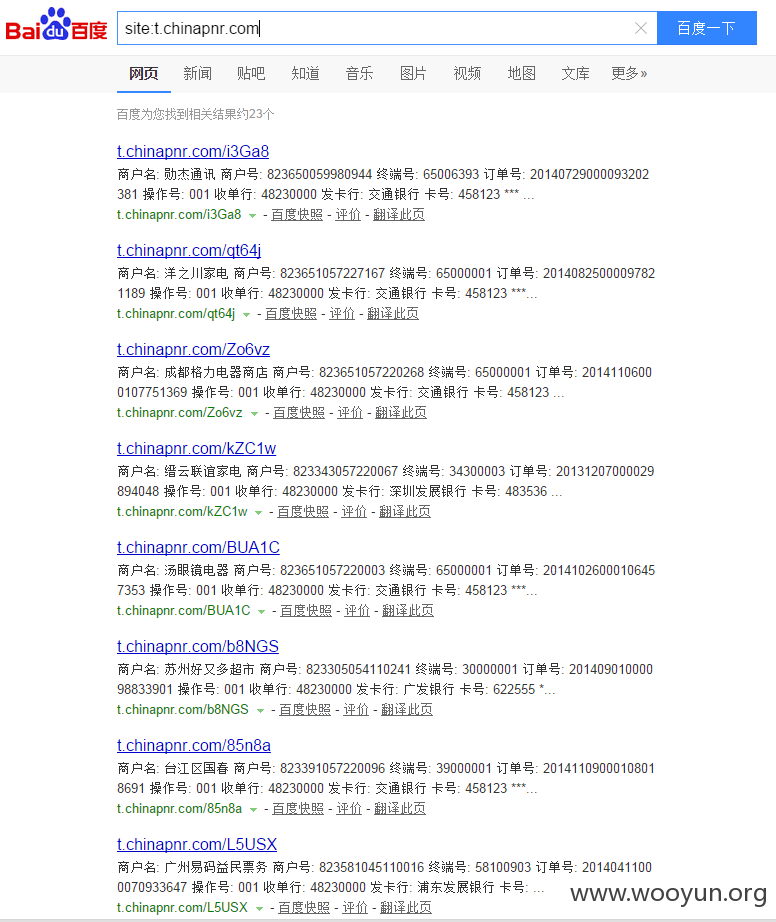 Bai du 百度
site:t.chinapnr.com
百度一下
网页 新闻 贴吧 知道 音乐 图片 视频 地图 文库 更多»
百度为您找到相关结果约23个
t.chinapnr.com/i3Ga8
商户名: 勋杰通讯 商户号: 823650059980944 终端号: 65006393 订单号: 20140729000093202
381 操作号: 001 收单行: 48230000 发卡行: 交通银行 卡号: 458123 *** ...
t.chinapnr.com/i3Ga8 - 百度快照 - 评价 - 翻译此页
t.chinapnr.com/qt64j
商户名: 洋之川家电 商户号: 823651057227167 终端号: 65000001 订单号: 2014082500009782
1189 操作号: 001 收单行: 48230000 发卡行: 交通银行 卡号: 458123 ***...
t.chinapnr.com/qt64j - 百度快照 - 评价 - 翻译此页
t.chinapnr.com/Zo6vz
商户名: 成都格力电器商店 商户号: 823651057220268 终端号: 65000001 订单号: 2014110600
0107751369 操作号: 001 收单行: 48230000 发卡行: 交通银行 卡号: 458123 ...
t.chinapnr.com/Zo6vz - 百度快照 - 评价 - 翻译此页
t.chinapnr.com/kZC1w
商户名: 缙云联谊家电 商户号: 823343057220067 终端号: 34300003 订单号: 20131207000029
894048 操作号: 001 收单行: 48230000 发卡行: 深圳发展银行 卡号: 483536 ...
t.chinapnr.com/kZC1w - 百度快照 - 评价 - 翻译此页
t.chinapnr.com/BUA1C
商户名: 汤眼镜电器 商户号: 823651057220003 终端号: 65000001 订单号: 2014102600010645
7353 操作号: 001 收单行: 48230000 发卡行: 交通银行 卡号: 458123 ***...
t.chinapnr.com/BUA1C - 百度快照 - 评价 - 翻译此页
t.chinapnr.com/b8NGS
商户名: 苏州好又多超市 商户号: 823305054110241 终端号: 30000001 订单号: 201409010000
98833901 操作号: 001 收单行: 48230000 发卡行: 广发银行 卡号: 622555 *...
t.chinapnr.com/b8NGS - 百度快照 - 评价 - 翻译此页
t.chinapnr.com/85n8a
商户名: 台江区国春 商户号: 823391057220096 终端号: 39000001 订单号: 2014110900010801
8691 操作号: 001 收单行: 48230000 发卡行: 交通银行 卡号: 458123 ***...
t.chinapnr.com/85n8a - 百度快照 - 评价 - 翻译此页
t.chinapnr.com/L5USX
商户名: 广州易码益民票务 商户号: 823581045110016 终端号: 58100903 订单号: 2014041100
0070933647 操作号: 001 收单行: 48230000 发卡行: 浦东发展银行 卡号: ...
t.chinapnr.com/L5USX - 百度快照 - 评价 - 翻译此页
www.wooyun.org